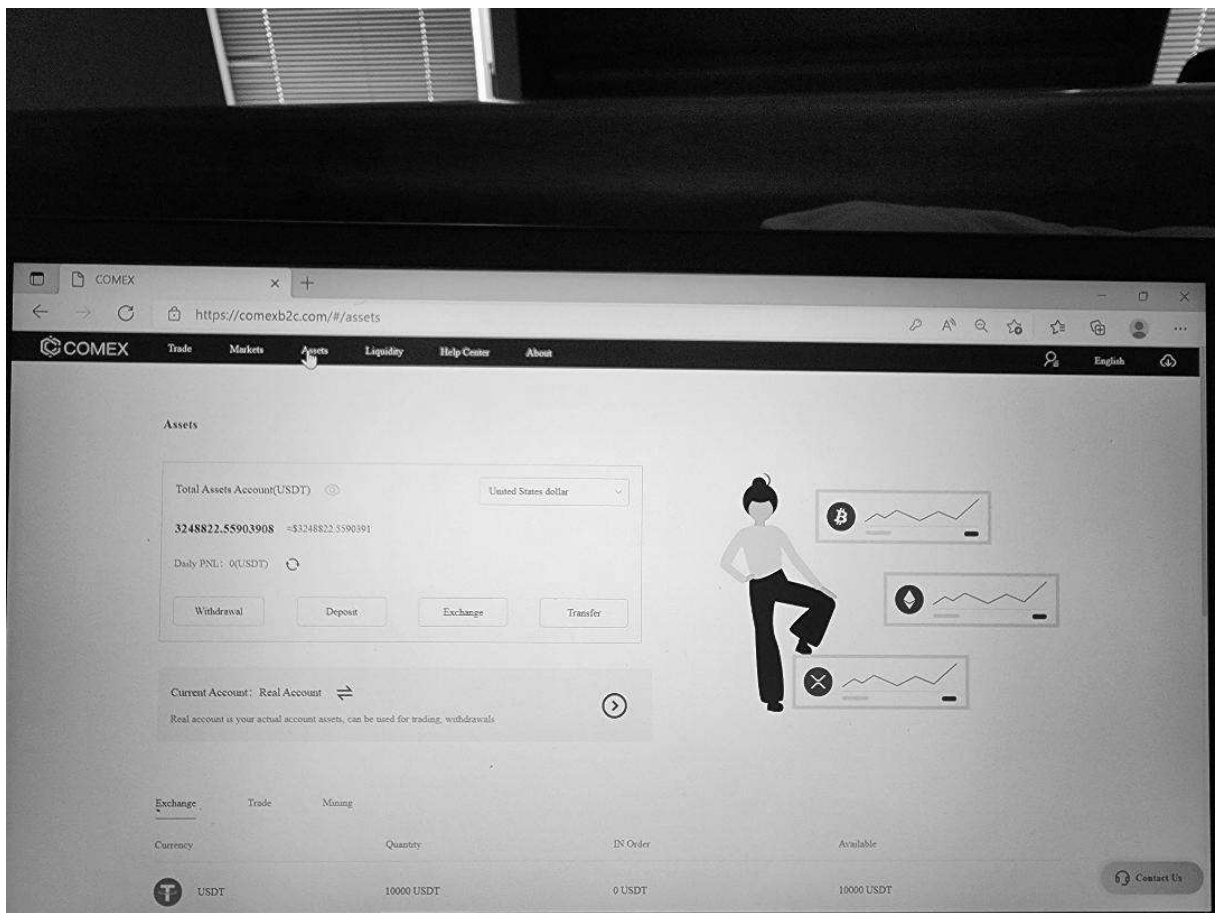 COMEX
https://comexb2c.com/#/assets
COMEX Trade Markets Assets Liquidity Help Center About English
Assets
Total Assets Account(USDT) United States dollar
3248822.55903908 ≈$3248822.5590391
Daily PNL: 0(USDT)
Withdrawal Deposit Exchange Transfer
Current Account: Real Account
Real account is your actual account assets, can be used for trading, withdrawals
Exchange Trade Mining
Currency Quantity IN Order Available
USDT 10000 USDT 0 USDT 10000 USDT
Contact Us